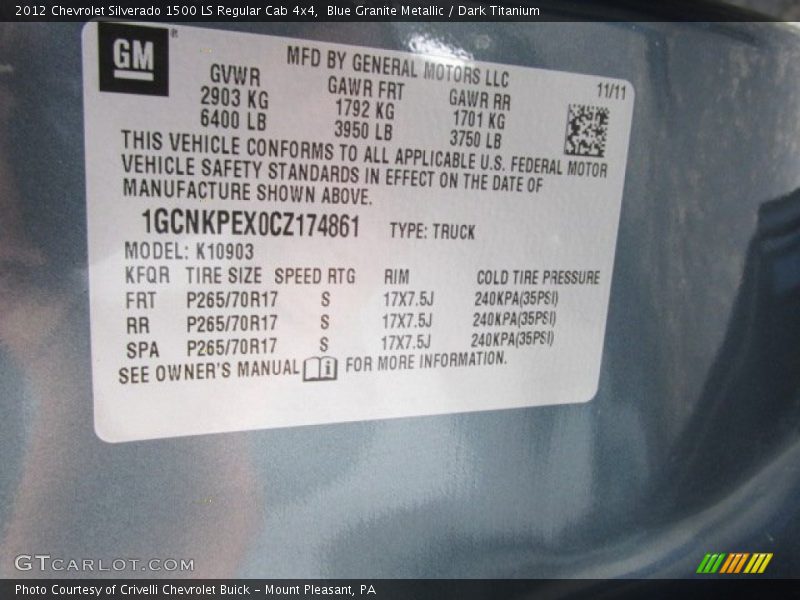 2012 Chevrolet Silverado 1500 LS Regular Cab 4x4,  Blue Granite Metallic / Dark Titanium
GM
®
MFD BY GENERAL MOTORS LLC
11/11
GVWR GAWR FRT GAWR RR
2903 KG 1792 KG 1701 KG
6400 LB 3950 LB 3750 LB
THIS VEHICLE CONFORMS TO ALL APPLICABLE U.S. FEDERAL MOTOR
VEHICLE SAFETY STANDARDS IN EFFECT ON THE DATE OF
MANUFACTURE SHOWN ABOVE.
1GCNKPEX0CZ174861 TYPE: TRUCK
MODEL: K10903
KFQR TIRE SIZE SPEED RTG RIM COLD TIRE PRESSURE
FRT P265/70R17 S 17X7.5J 240KPA(35PSI)
RR P265/70R17 S 17X7.5J 240KPA(35PSI)
SPA P265/70R17 S 17X7.5J 240KPA(35PSI)
SEE OWNER'S MANUAL i FOR MORE INFORMATION.
GTCARLOT.COM
Photo Courtesy of Crivelli Chevrolet Buick – Mount Pleasant, PA